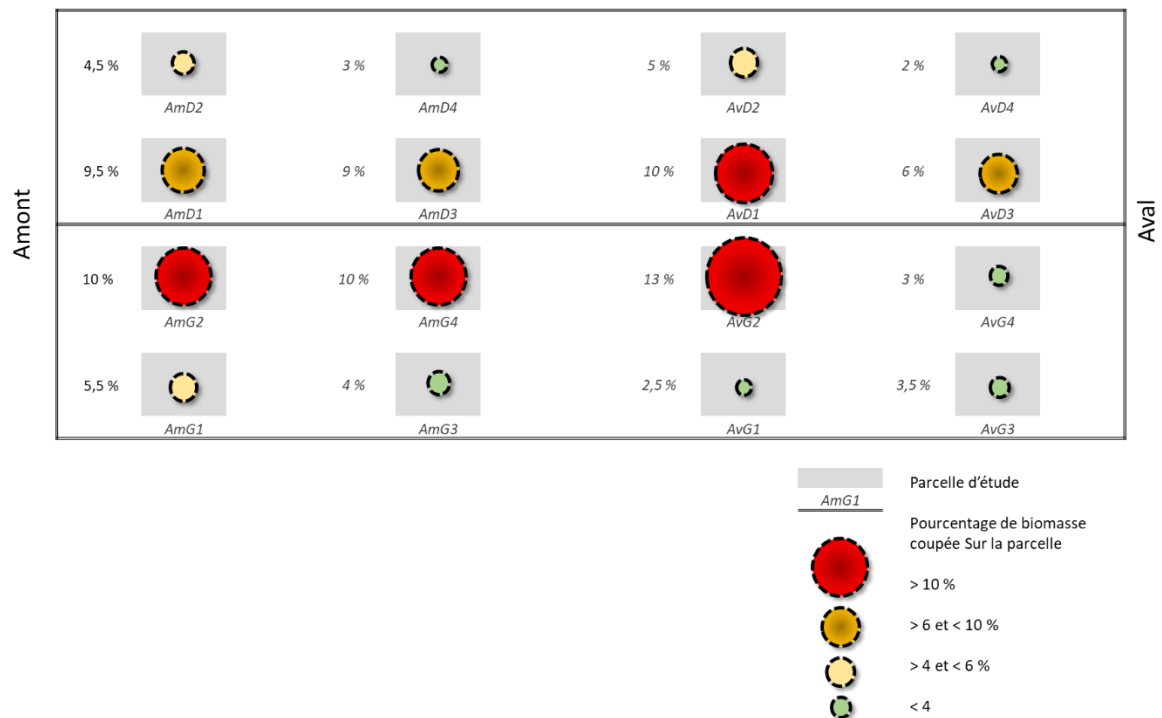 4,5 %
3 %
5 %
2 %
AmD2
AmD4
AvD2
AvD4
9,5 %
9 %
10 %
6 %
AmD1
AmD3
AvD1
AvD3
Amont
Aval
10 %
10 %
13 %
3 %
AmG2
AmG4
AvG2
AvG4
5,5 %
4 %
2,5 %
3,5 %
AmG1
AmG3
AvG1
AvG3
Parcelle d'étude
AmG1
Pourcentage de biomasse
coupée Sur la parcelle
> 10 %
> 6 et < 10 %
> 4 et < 6 %
< 4